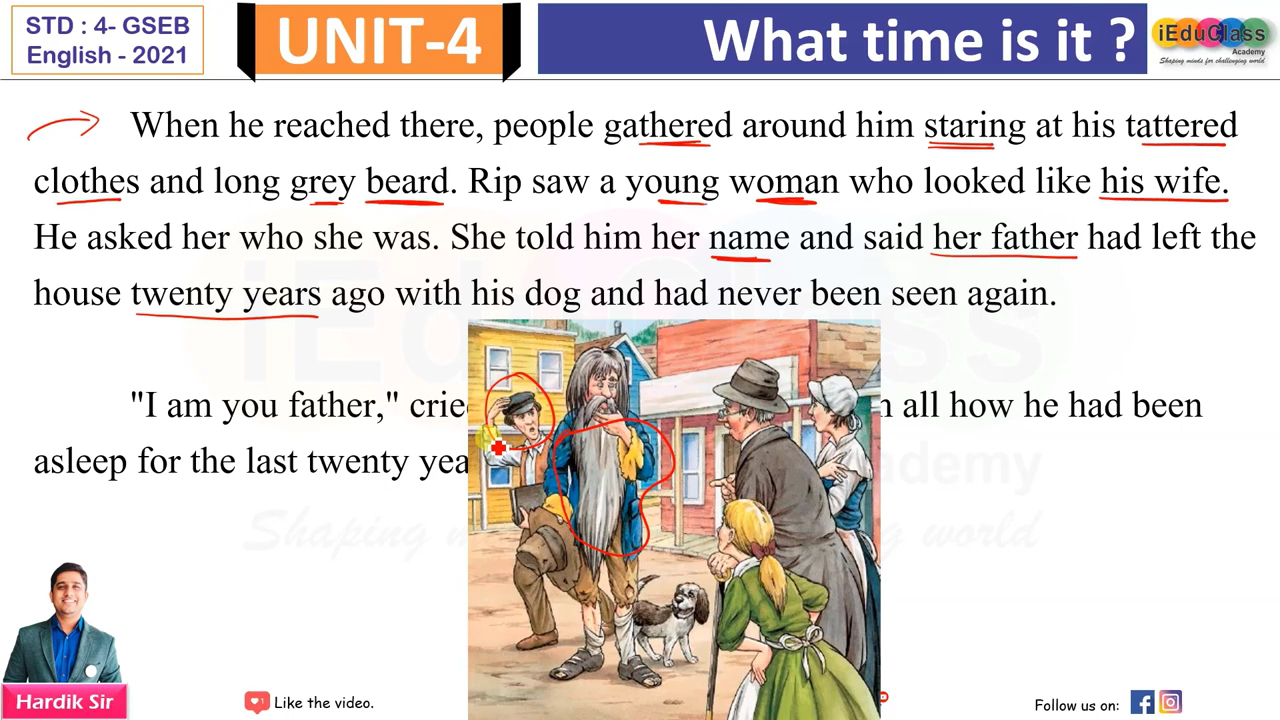 STD : 4- GSEB
English - 2021
UNIT-4
What time is it ?
iEduClass
Academy
Shaping minds for challenging world
When he reached there, people gathered around him staring at his tattered
clothes and long grey beard. Rip saw a young woman who looked like his wife.
He asked her who she was. She told him her name and said her father had left the
house twenty years ago with his dog and had never been seen again.
"I am you father," crie all how he had been
asleep for the last twenty yea
Hardik Sir
Like the video.
Follow us on: